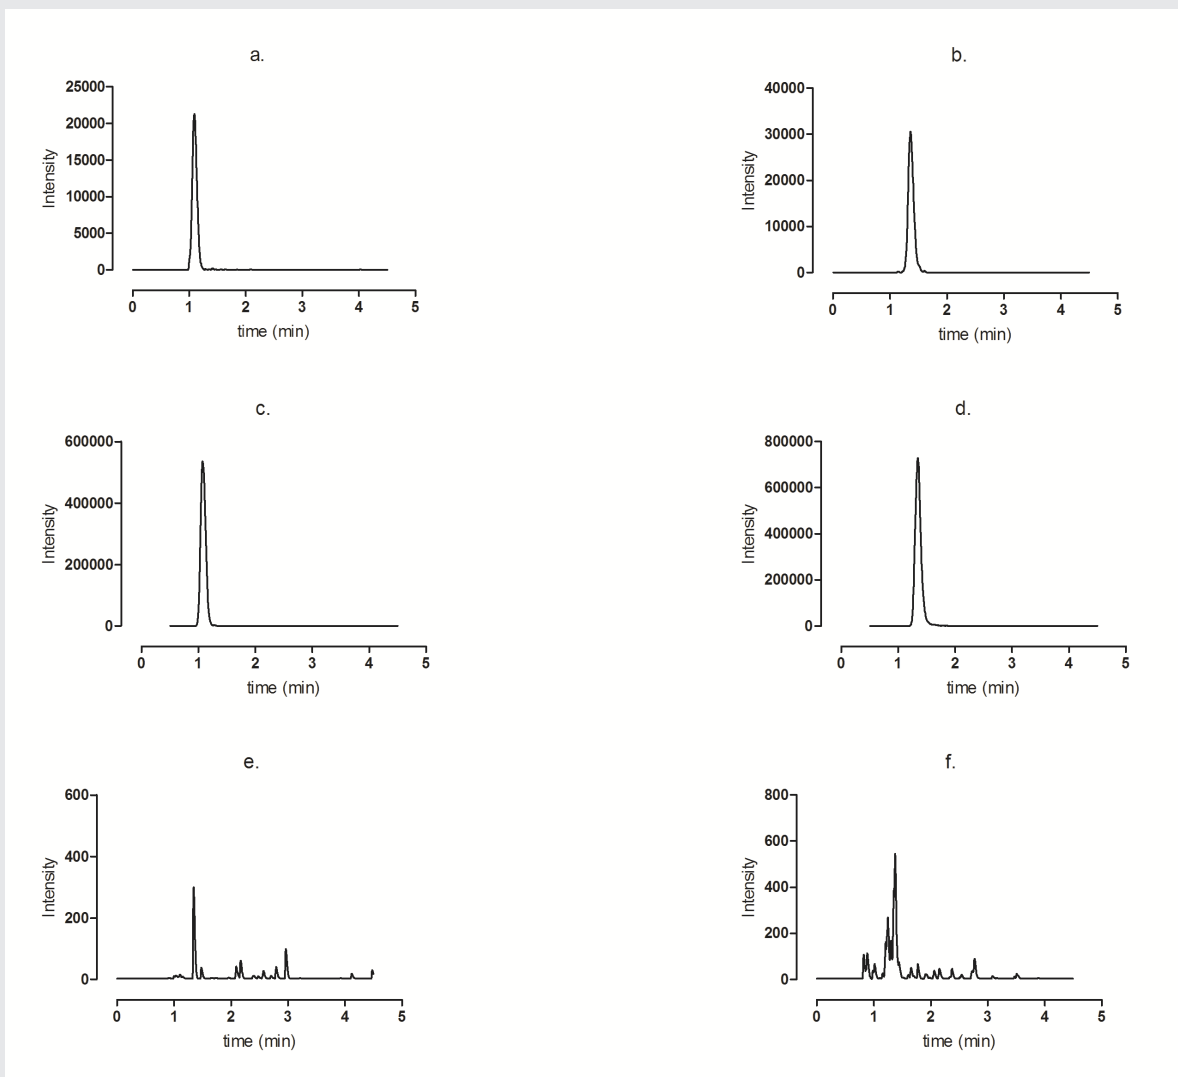 a.
25000
20000
15000
10000
5000
0
Intensity
0 1 2 3 4 5
time (min)
b.
40000
30000
20000
10000
0
Intensity
0 1 2 3 4 5
time (min)
c.
600000
400000
200000
0
Intensity
0 1 2 3 4 5
time (min)
d.
800000
600000
400000
200000
0
Intensity
0 1 2 3 4 5
time (min)
e.
600
400
200
0
Intensity
0 1 2 3 4 5
time (min)
f.
800
600
400
200
0
Intensity
0 1 2 3 4 5
time (min)